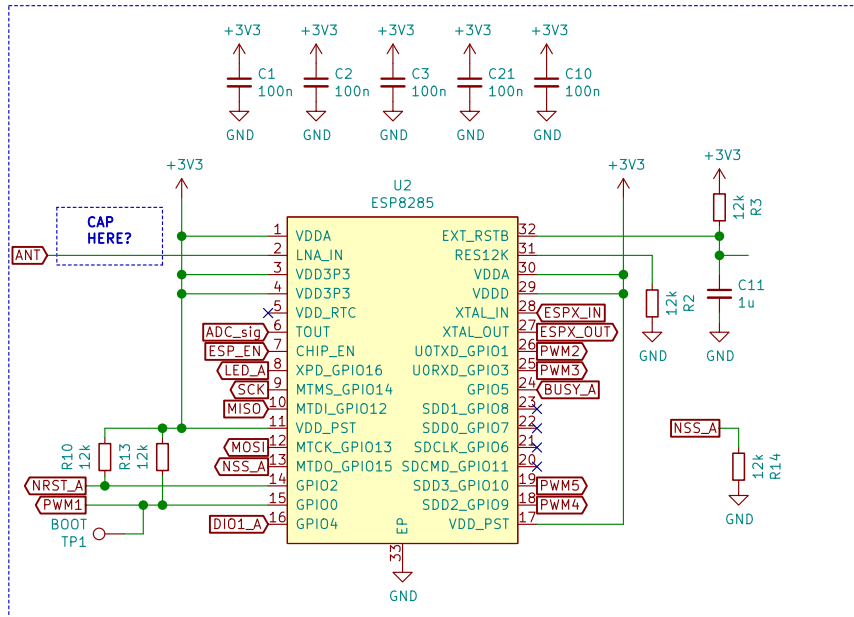 +3V3 +3V3 +3V3 +3V3 +3V3
C1 C2 C3 C21 C10
100n 100n 100n 100n 100n
GND GND GND GND GND
+3V3 +3V3 +3V3
U2
ESP8285
12k R3
CAP
HERE?
ANT
1 VDDA EXT_RSTB 32
2 LNA_IN RES12K 31
3 VDD3P3 VDDA 30
4 VDD3P3 VDDD 29
5 VDD_RTC XTAL_IN 28 ESPX_IN
ADC_sig 6 TOUT XTAL_OUT 27 ESPX_OUT
ESP_EN 7 CHIP_EN U0TXD_GPIO1 26 PWM2
LED_A 8 XPD_GPIO16 U0RXD_GPIO3 25 PWM3
SCK 9 MTMS_GPIO14 GPIO5 24 BUSY_A
MISO 10 MTDI_GPIO12 SDD1_GPIO8 23
11 VDD_PST SDD0_GPIO7 22
MOSI 12 MTCK_GPIO13 SDCLK_GPIO6 21
NSS_A 13 MTDO_GPIO15 SDCMD_GPIO11 20
NRST_A 14 GPIO2 SDD3_GPIO10 19 PWM5
PWM1 15 GPIO0 SDD2_GPIO9 18 PWM4
DIO1_A 16 GPIO4 VDD_PST 17
EP
33
GND
R10 12k
R13 12k
BOOT
TP1
12k R2
GND
C11
1u
GND
NSS_A
12k R14
GND